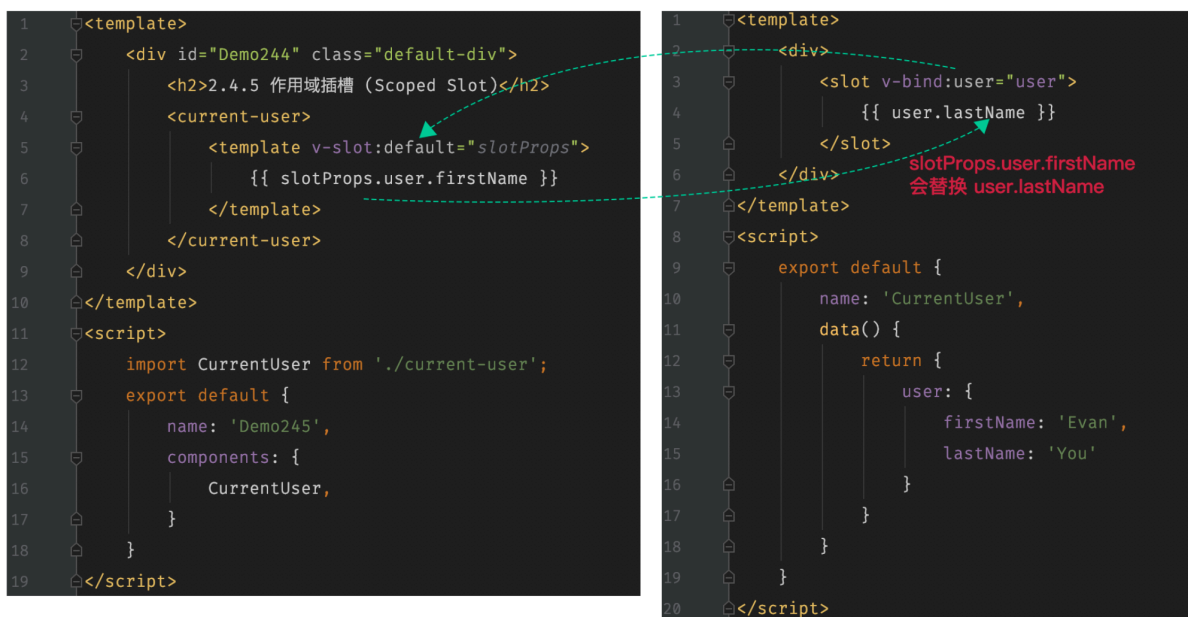 1 <template>
2 <div id="Demo244" class="default-div">
3 <h2>2.4.5 作用域插槽 (Scoped Slot)</h2>
4 <current-user>
5 <template v-slot:default="slotProps">
6 {{ slotProps.user.firstName }}
7 </template>
8 </current-user>
9 </div>
10 </template>
11 <script>
12 import CurrentUser from './current-user';
13 export default {
14 name: 'Demo245',
15 components: {
16 CurrentUser,
17 }
18 }
19 </script>
1 <template>
2 <div>
3 <slot v-bind:user="user">
4 {{ user.lastName }}
5 </slot>
slotProps.user.firstName
会替换 user.lastName
6 </div>
7 </template>
8 <script>
9 export default {
10 name: 'CurrentUser',
11 data() {
12 return {
13 user: {
14 firstName: 'Evan',
15 lastName: 'You'
16 }
17 }
18 }
19 }
20 </script>